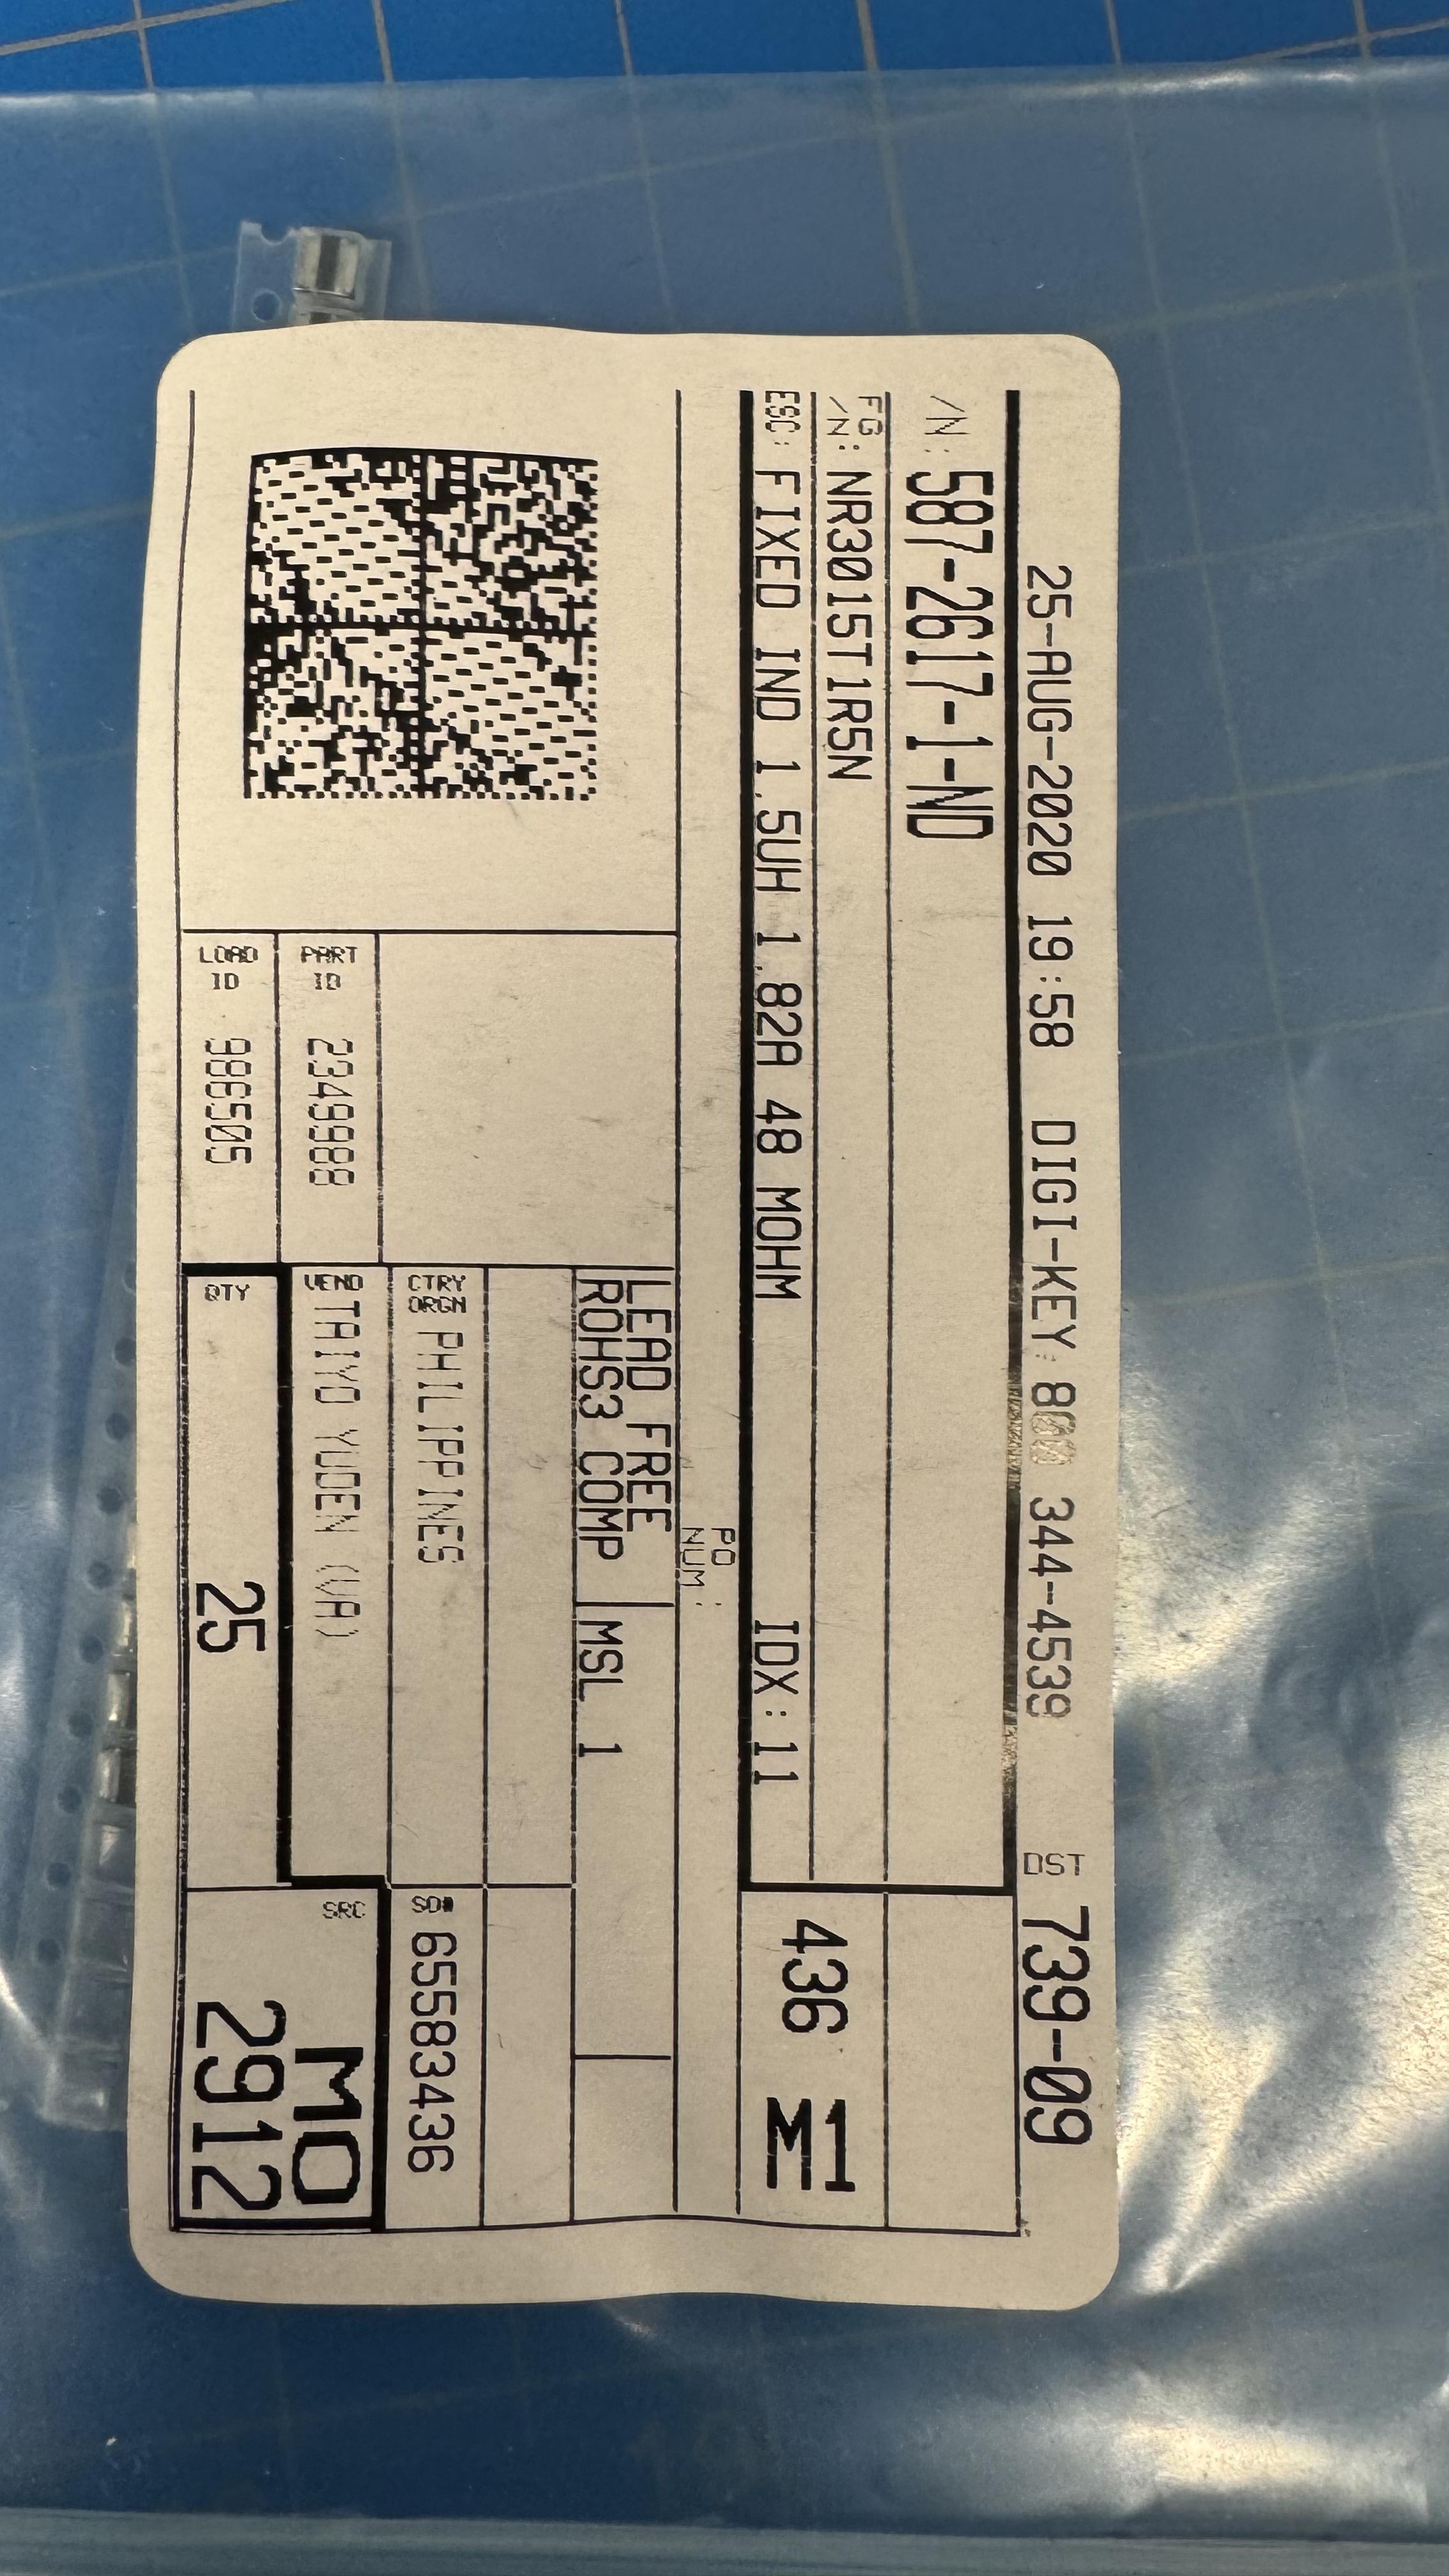 25-AUG-2020 19:58 DIGI-KEY 800 344-4539 DST 739-09
/N: 587-2617-1-ND
FG
/N: NR3015T1R5N
ESC: FIXED IND 1.5UH 1.82A 48 MOHM IDX: 11
436 M1
PO
NUM:
LEAD FREE
ROHS3 COMP MSL 1
CTRY
ORGN PHILIPPINES
SO# 65583436
PART
ID 2349988
VEND TAIYO YUDEN (VA)
SRC MO
2912
LOAD
ID 986505
QTY 25